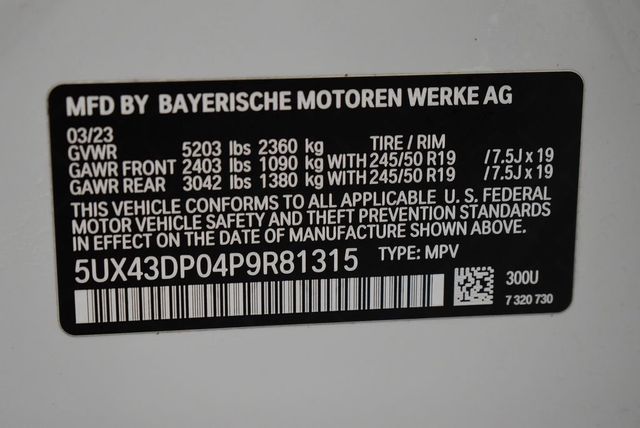 MFD BY BAYERISCHE MOTOREN WERKE AG
03/23
GVWR 5203 lbs 2360 kg TIRE / RIM
GAWR FRONT 2403 lbs 1090 kg WITH 245/50 R19 /7.5J x 19
GAWR REAR 3042 lbs 1380 kg WITH 245/50 R19 /7.5J x 19
THIS VEHICLE CONFORMS TO ALL APPLICABLE U. S. FEDERAL
MOTOR VEHICLE SAFETY AND THEFT PREVENTION STANDARDS
IN EFFECT ON THE DATE OF MANUFACTURE SHOWN ABOVE.
5UX43DP04P9R81315 TYPE: MPV
300U
7 320 730